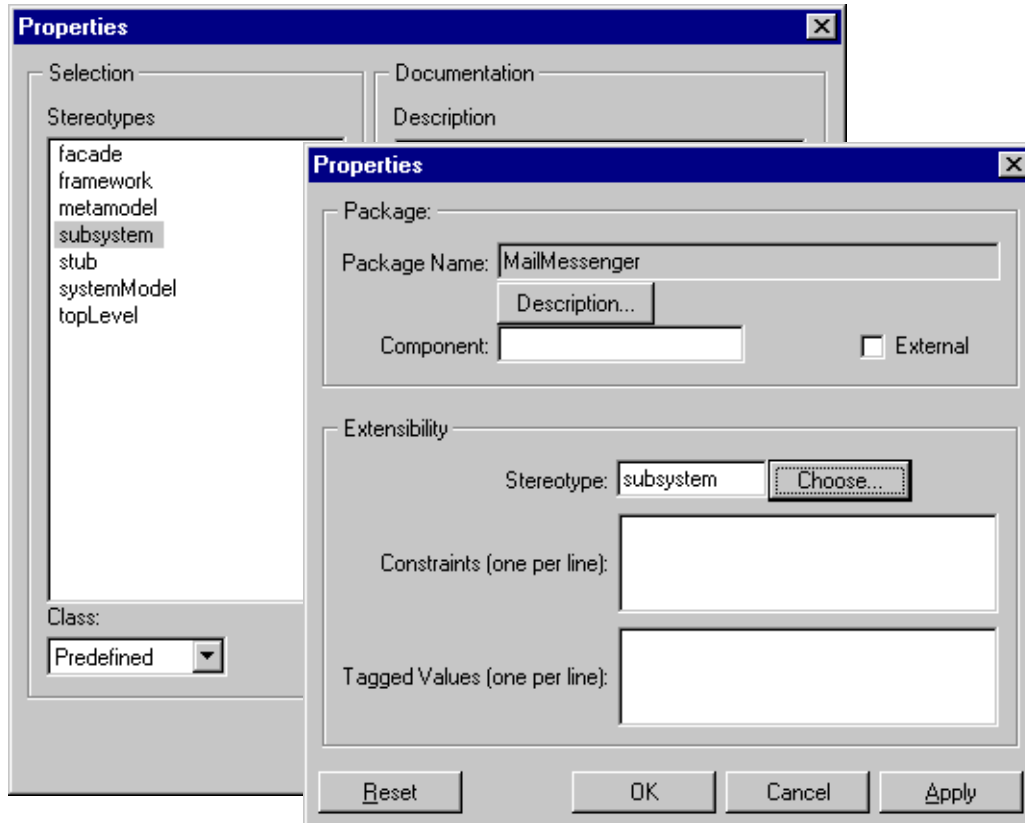 Properties
Selection
Stereotypes
facade
framework
metamodel
subsystem
stub
systemModel
topLevel
Class:
Predefined
Documentation
Description
Properties
Package:
Package Name: MailMessenger
Description...
Component:
External
Extensibility
Stereotype: subsystem Choose...
Constraints (one per line):
Tagged Values (one per line):
Reset OK Cancel Apply